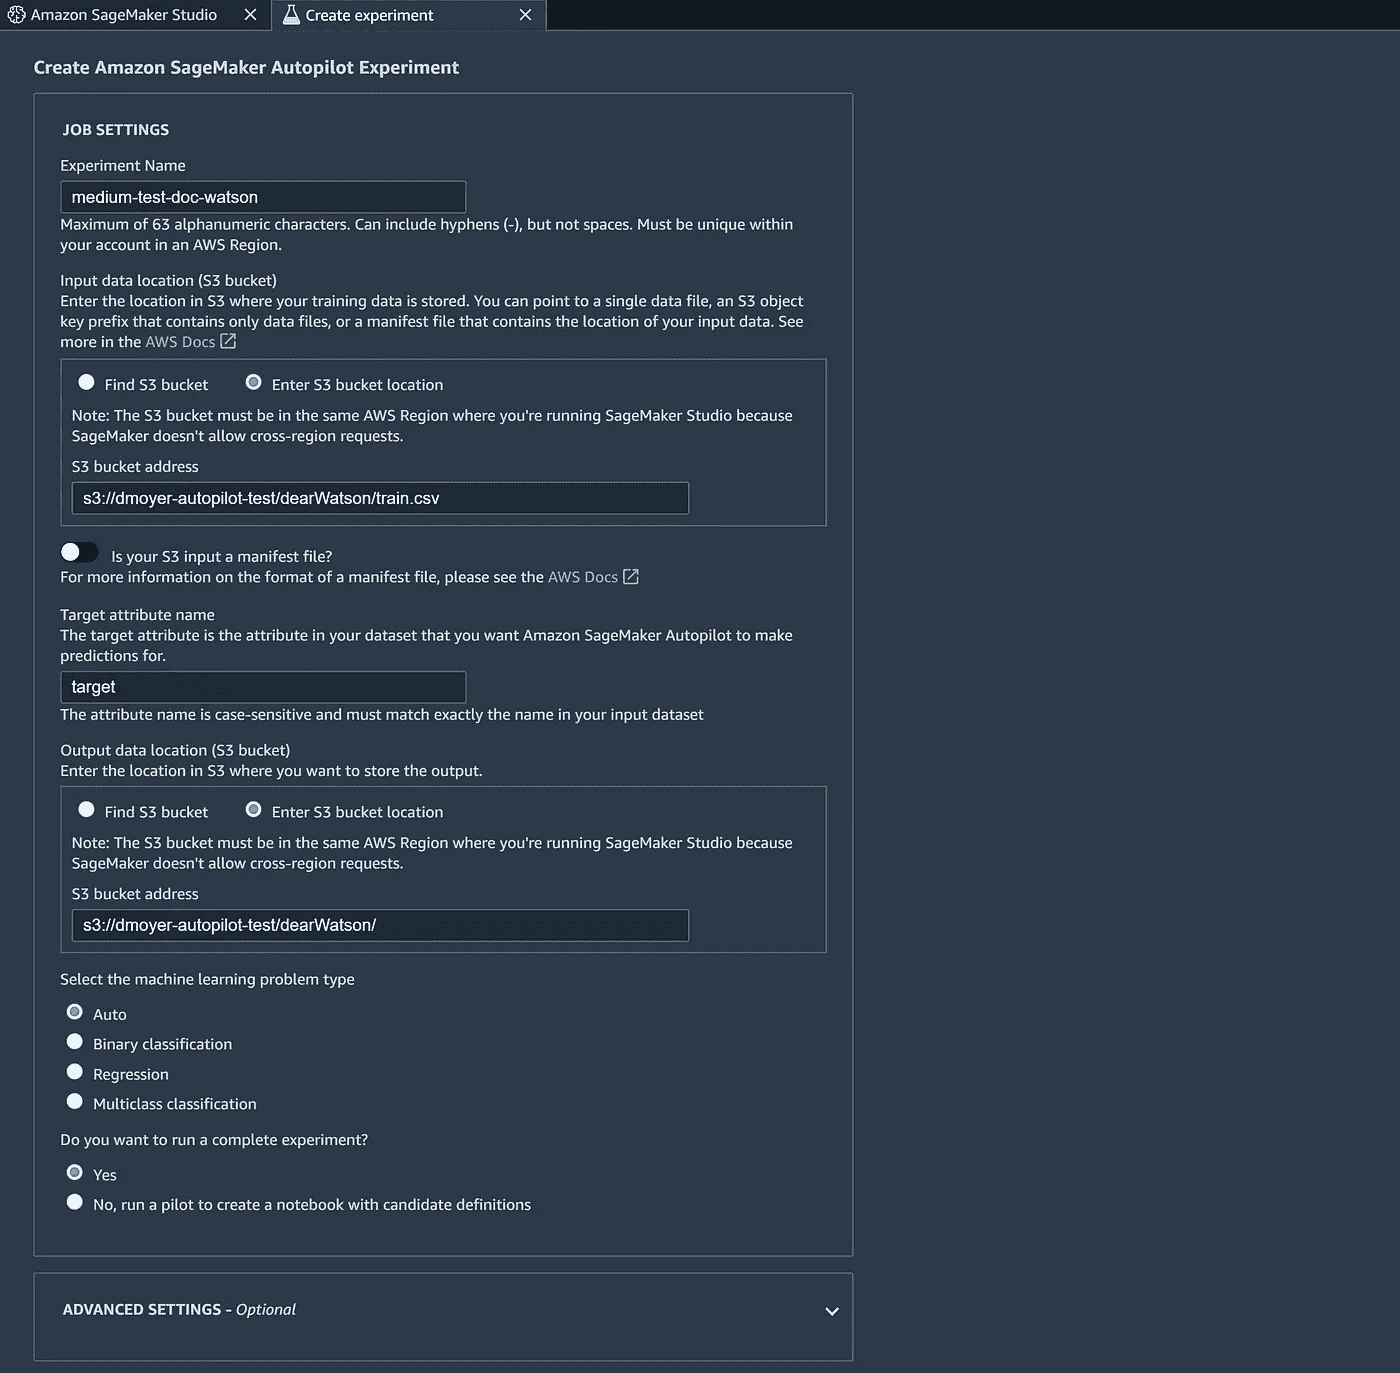 Amazon SageMaker Studio
Create experiment
Create Amazon SageMaker Autopilot Experiment
JOB SETTINGS
Experiment Name
medium-test-doc-watson
Maximum of 63 alphanumeric characters. Can include hyphens (-), but not spaces. Must be unique within
your account in an AWS Region.
Input data location (S3 bucket)
Enter the location in S3 where your training data is stored. You can point to a single data file, an S3 object
key prefix that contains only data files, or a manifest file that contains the location of your input data. See
more in the AWS Docs
Find S3 bucket
Enter S3 bucket location
Note: The S3 bucket must be in the same AWS Region where you're running SageMaker Studio because
SageMaker doesn't allow cross-region requests.
S3 bucket address
s3://dmoyer-autopilot-test/dearWatson/train.csv
Is your S3 input a manifest file?
For more information on the format of a manifest file, please see the AWS Docs
Target attribute name
The target attribute is the attribute in your dataset that you want Amazon SageMaker Autopilot to make
predictions for.
target
The attribute name is case-sensitive and must match exactly the name in your input dataset
Output data location (S3 bucket)
Enter the location in S3 where you want to store the output.
Find S3 bucket
Enter S3 bucket location
Note: The S3 bucket must be in the same AWS Region where you're running SageMaker Studio because
SageMaker doesn't allow cross-region requests.
S3 bucket address
s3://dmoyer-autopilot-test/dearWatson/
Select the machine learning problem type
Auto
Binary classification
Regression
Multiclass classification
Do you want to run a complete experiment?
Yes
No, run a pilot to create a notebook with candidate definitions
ADVANCED SETTINGS - Optional